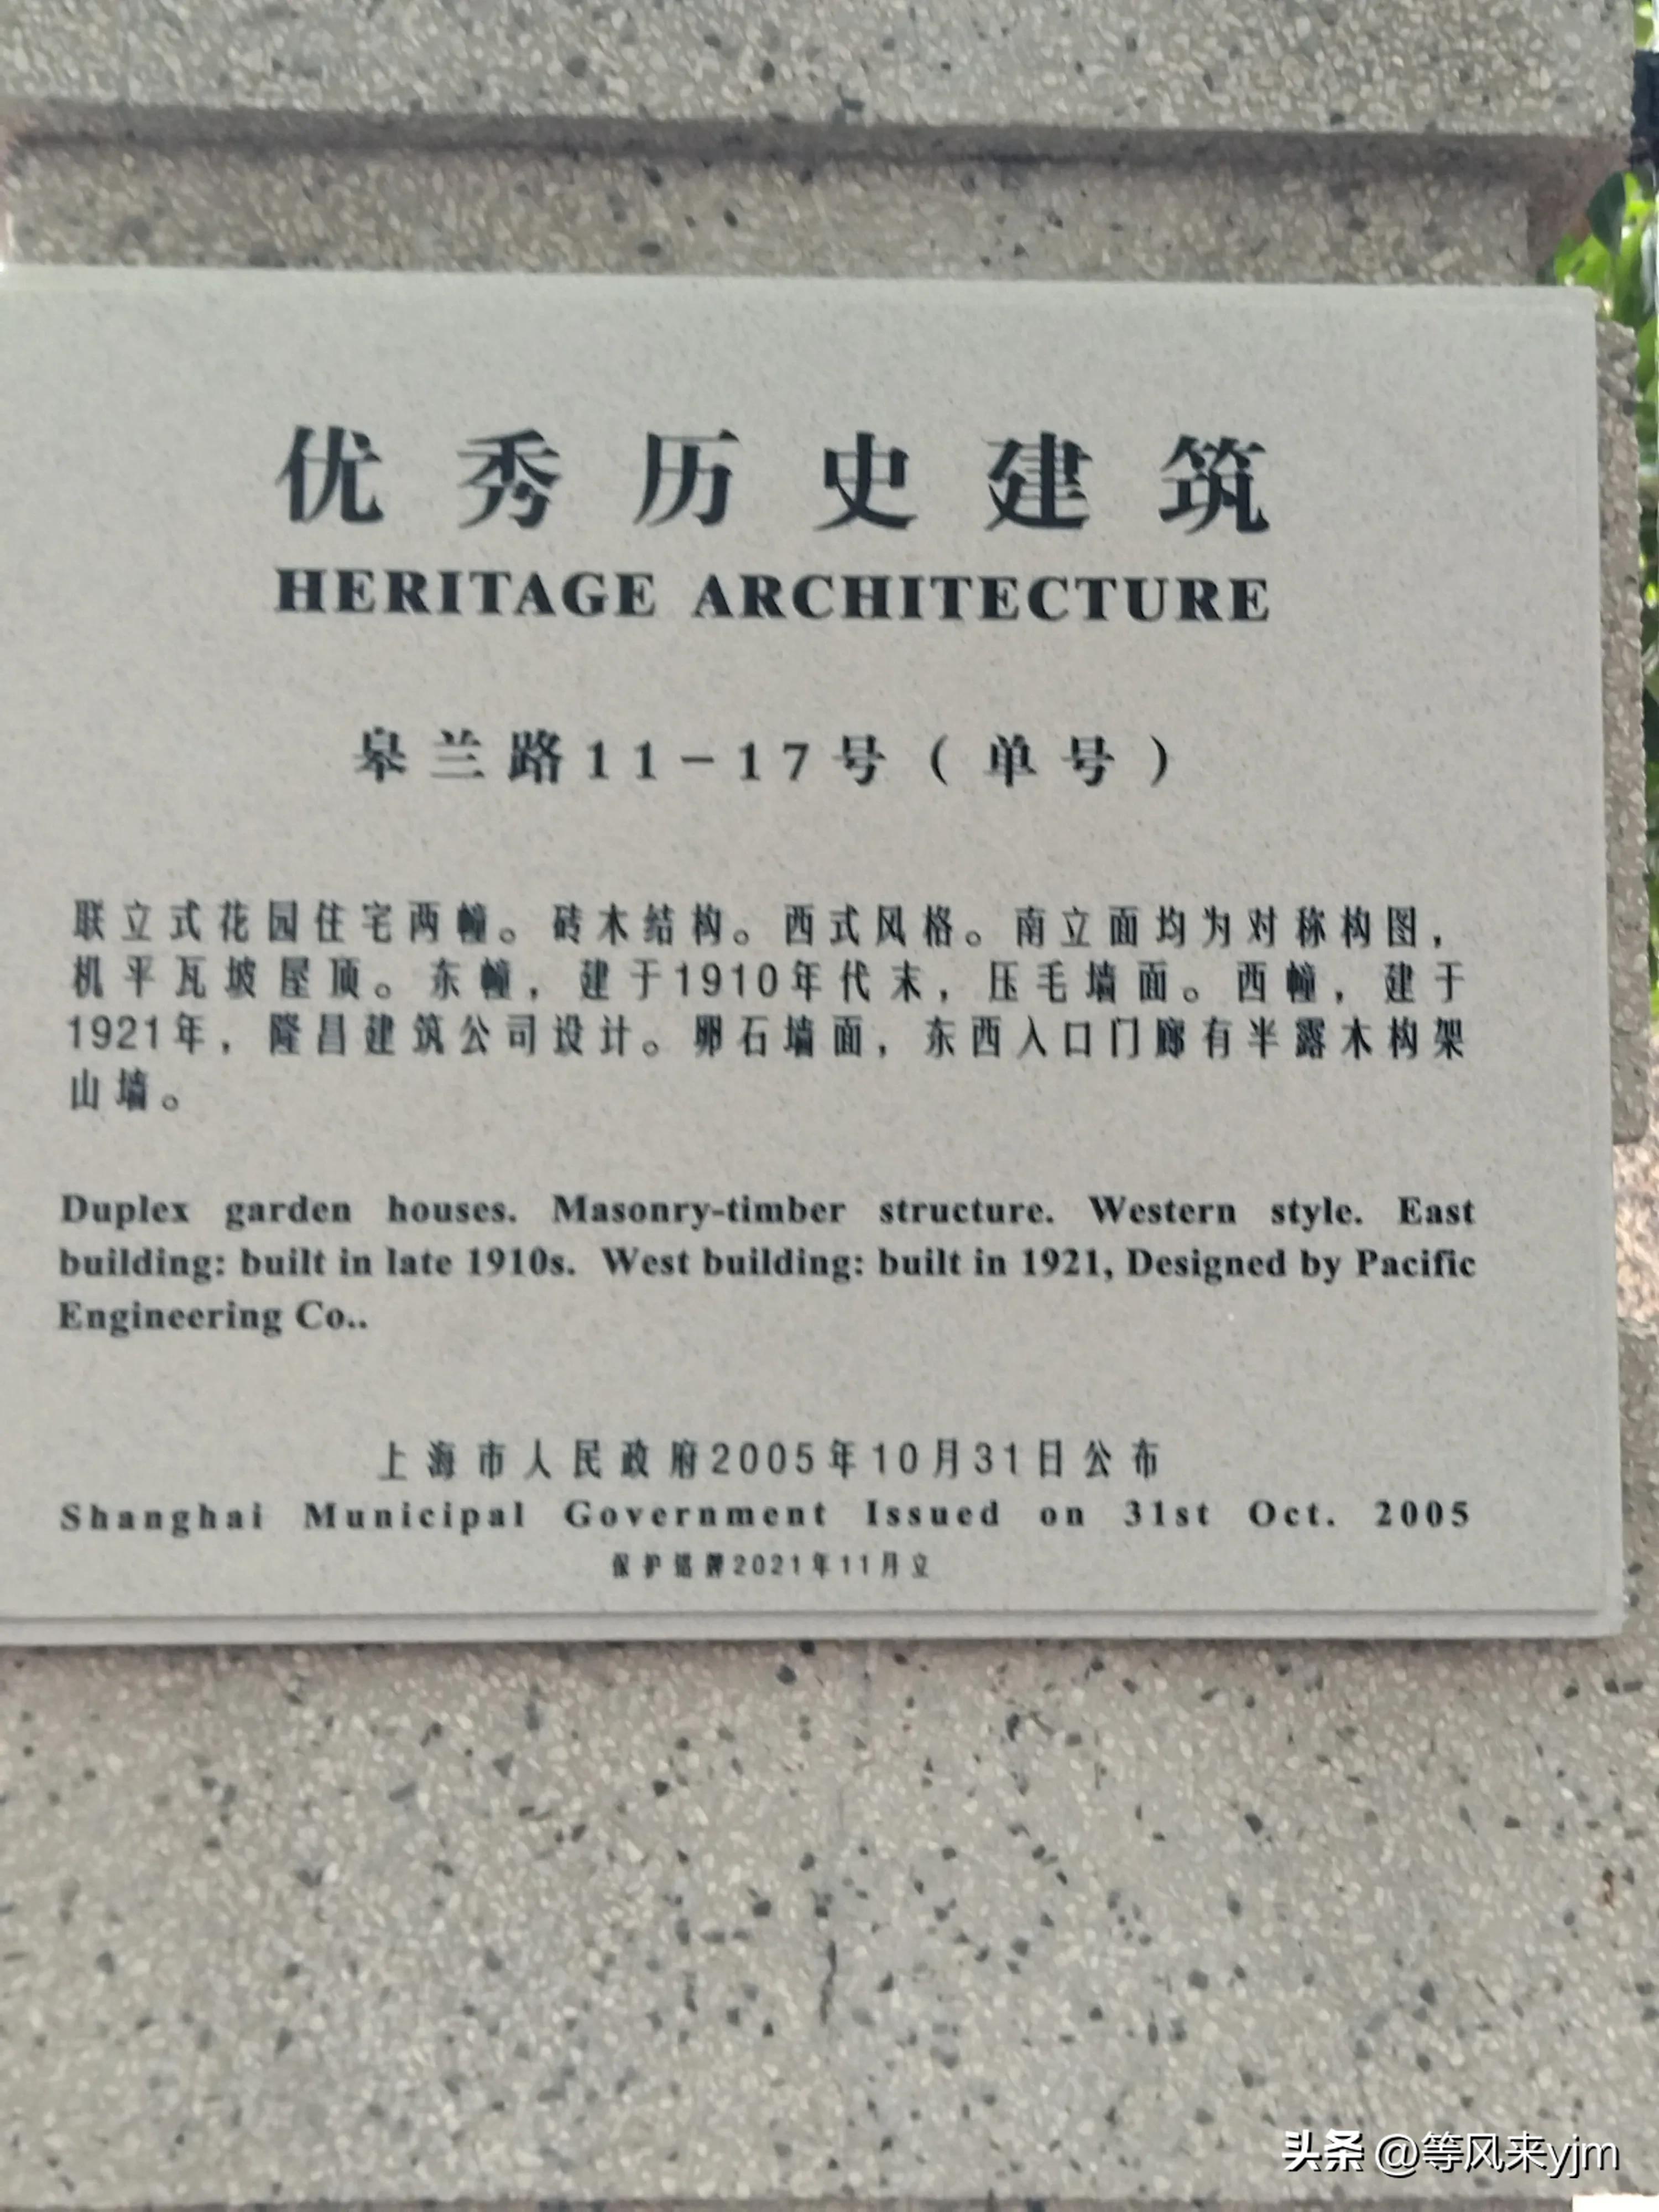 优秀历史建筑
HERITAGE ARCHITECTURE
皋兰路11-17号(单号)
联立式花园住宅两幢。砖木结构。西式风格。南立面均为对称构图,
机平瓦坡屋顶。东幢,建于1910年代末,压毛墙面。西幢,建于
1921年,隆昌建筑公司设计。卵石墙面,东西入口门廊有半露木构架
山墙。
Duplex garden houses. Masonry-timber structure. Western style. East
building: built in late 1910s. West building: built in 1921, Designed by Pacific
Engineering Co..
上海市人民政府2005年10月31日公布
Shanghai Municipal Government Issued on 31st Oct. 2005
保护铭牌2021年11月立
头条 @等风来yjm